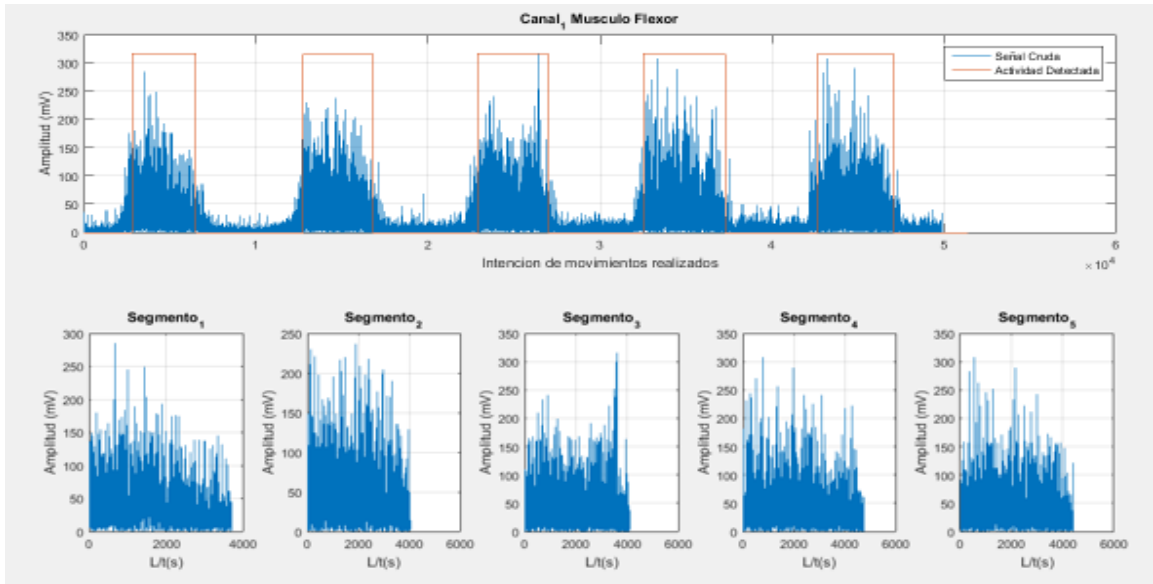 Canal1 Musculo Flexor
350
300
250
200
150
100
50
0
Amplitud (mV)
Señal Cruda
Actividad Detectada
0 1 2 3 4 5 6
Intencion de movimientos realizados
×10^4
Segmento1
300
250
200
150
100
50
0
Amplitud (mV)
0 2000 4000
L/t(s)
Segmento2
250
200
150
100
50
0
Amplitud (mV)
0 2000 4000 6000
L/t(s)
Segmento3
350
300
250
200
150
100
50
0
Amplitud (mV)
0 2000 4000 6000
L/t(s)
Segmento4
350
300
250
200
150
100
50
0
Amplitud (mV)
0 2000 4000 6000
L/t(s)
Segmento5
350
300
250
200
150
100
50
0
Amplitud (mV)
0 2000 4000 6000
L/t(s)